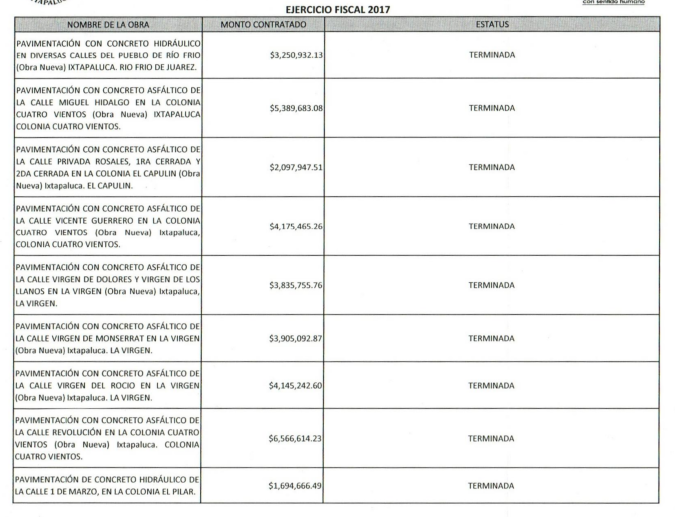 IXTAPALUCA
con sentido humano
EJERCICIO FISCAL 2017
NOMBRE DE LA OBRA MONTO CONTRATADO ESTATUS
PAVIMENTACIÓN CON CONCRETO HIDRÁULICO
EN DIVERSAS CALLES DEL PUEBLO DE RÍO FRIO
(Obra Nueva) IXTAPALUCA. RIO FRIO DE JUAREZ.
$3,250,932.13 TERMINADA
PAVIMENTACIÓN CON CONCRETO ASFÁLTICO DE
LA CALLE MIGUEL HIDALGO EN LA COLONIA
CUATRO VIENTOS (Obra Nueva) IXTAPALUCA
COLONIA CUATRO VIENTOS.
$5,389,683.08 TERMINADA
PAVIMENTACIÓN CON CONCRETO ASFÁLTICO DE
LA CALLE PRIVADA ROSALES, 1RA CERRADA Y
2DA CERRADA EN LA COLONIA EL CAPULIN (Obra
Nueva) Ixtapaluca. EL CAPULIN.
$2,097,947.51 TERMINADA
PAVIMENTACIÓN CON CONCRETO ASFÁLTICO DE
LA CALLE VICENTE GUERRERO EN LA COLONIA
CUATRO VIENTOS (Obra Nueva) Ixtapaluca,
COLONIA CUATRO VIENTOS.
$4,175,465.26 TERMINADA
PAVIMENTACIÓN CON CONCRETO ASFÁLTICO DE
LA CALLE VIRGEN DE DOLORES Y VIRGEN DE LOS
LLANOS EN LA VIRGEN (Obra Nueva) Ixtapaluca,
LA VIRGEN.
$3,835,755.76 TERMINADA
PAVIMENTACIÓN CON CONCRETO ASFÁLTICO DE
LA CALLE VIRGEN DE MONSERRAT EN LA VIRGEN
(Obra Nueva) Ixtapaluca. LA VIRGEN.
$3,905,092.87 TERMINADA
PAVIMENTACIÓN CON CONCRETO ASFÁLTICO DE
LA CALLE VIRGEN DEL ROCIO EN LA VIRGEN
(Obra Nueva) Ixtapaluca. LA VIRGEN.
$4,145,242.60 TERMINADA
PAVIMENTACIÓN CON CONCRETO ASFÁLTICO DE
LA CALLE REVOLUCIÓN EN LA COLONIA CUATRO
VIENTOS (Obra Nueva) Ixtapaluca. COLONIA
CUATRO VIENTOS.
$6,566,614.23 TERMINADA
PAVIMENTACIÓN DE CONCRETO HIDRÁULICO DE
LA CALLE 1 DE MARZO, EN LA COLONIA EL PILAR.
$1,694,666.49 TERMINADA